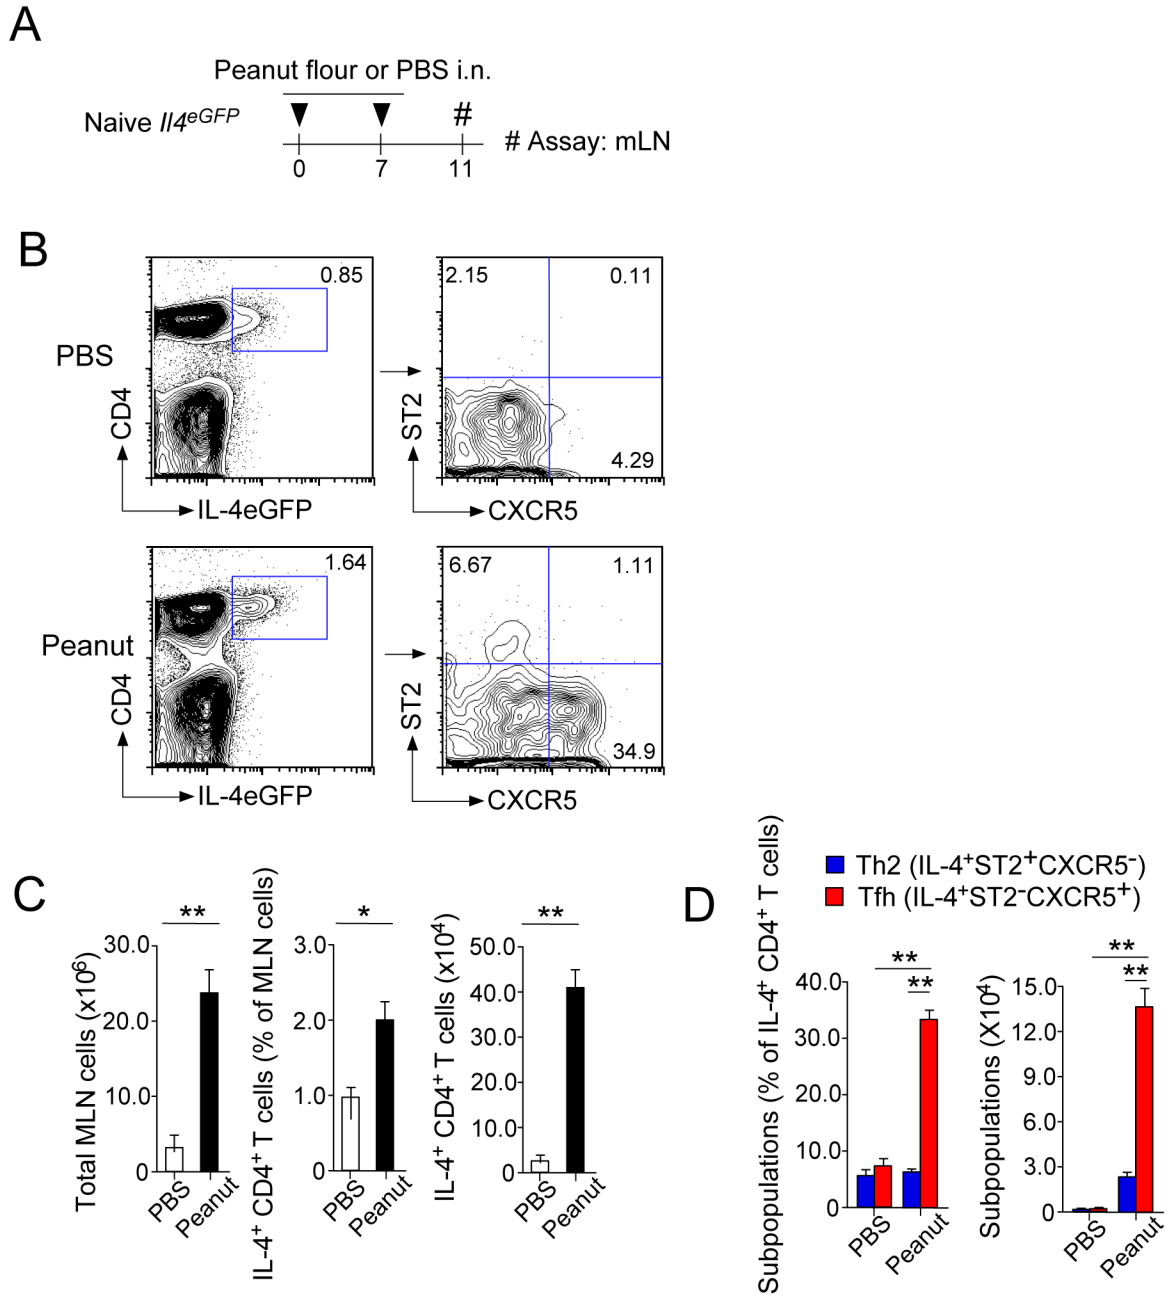 A
Peanut flour or PBS i.n.
Naive Il4eGFP
#
# Assay: mLN
0 7 11
B
0.85
2.15 0.11
PBS
CD4
ST2
4.29
IL-4eGFP
CXCR5
1.64
6.67 1.11
Peanut
CD4
ST2
34.9
IL-4eGFP
CXCR5
C
**
Total MLN cells (x10⁶)
30.0
20.0
10.0
0
PBS
Peanut
*
IL-4⁺ CD4⁺ T cells (% of MLN cells)
3.0
2.0
1.0
0
PBS
Peanut
**
IL-4⁺ CD4⁺ T cells (x10⁴)
50.0
40.0
30.0
20.0
10.0
0
PBS
Peanut
D
Th2 (IL-4⁺ST2⁺CXCR5⁻)
Tfh (IL-4⁺ST2⁻CXCR5⁺)
**
**
Subpopulations (% of IL-4⁺ CD4⁺ T cells)
40.0
30.0
20.0
10.0
0
PBS
Peanut
**
**
Subpopulations (X10⁴)
15.0
12.0
9.0
6.0
3.0
0
PBS
Peanut